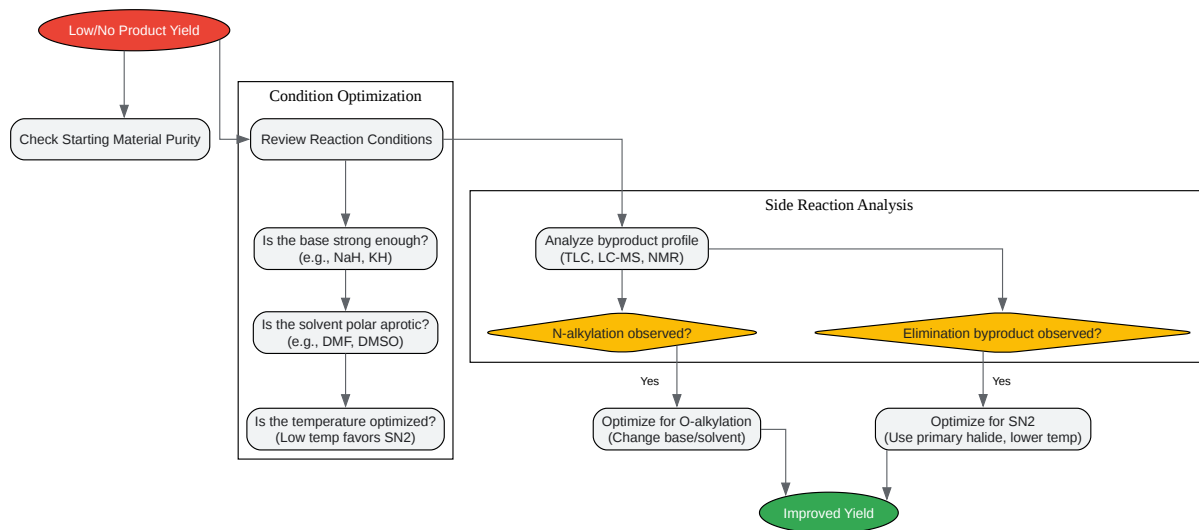 Low/No Product Yield
Check Starting Material Purity
Condition Optimization
Review Reaction Conditions
Is the base strong enough?
(e.g., NaH, KH)
Is the solvent polar aprotic?
(e.g., DMF, DMSO)
Is the temperature optimized?
(Low temp favors SN2)
Side Reaction Analysis
Analyze byproduct profile
(TLC, LC-MS, NMR)
N-alkylation observed?
Elimination byproduct observed?
Yes
Yes
Optimize for O-alkylation
(Change base/solvent)
Optimize for SN2
(Use primary halide, lower temp)
Improved Yield